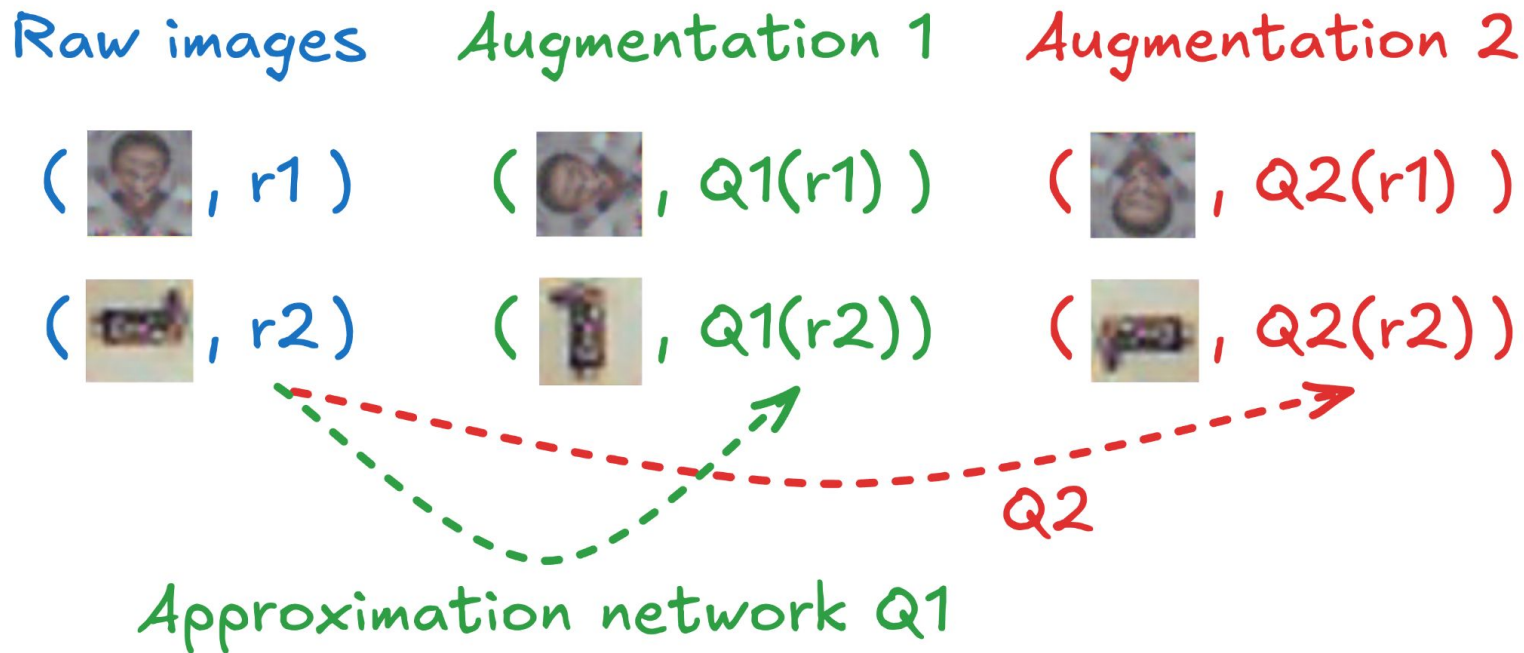 Raw images Augmentation 1 Augmentation 2
( , r1 ) ( , Q1(r1) ) ( , Q2(r1) )
( , r2) ( , Q1(r2)) ( , Q2(r2) )
Q2
Approximation network Q1